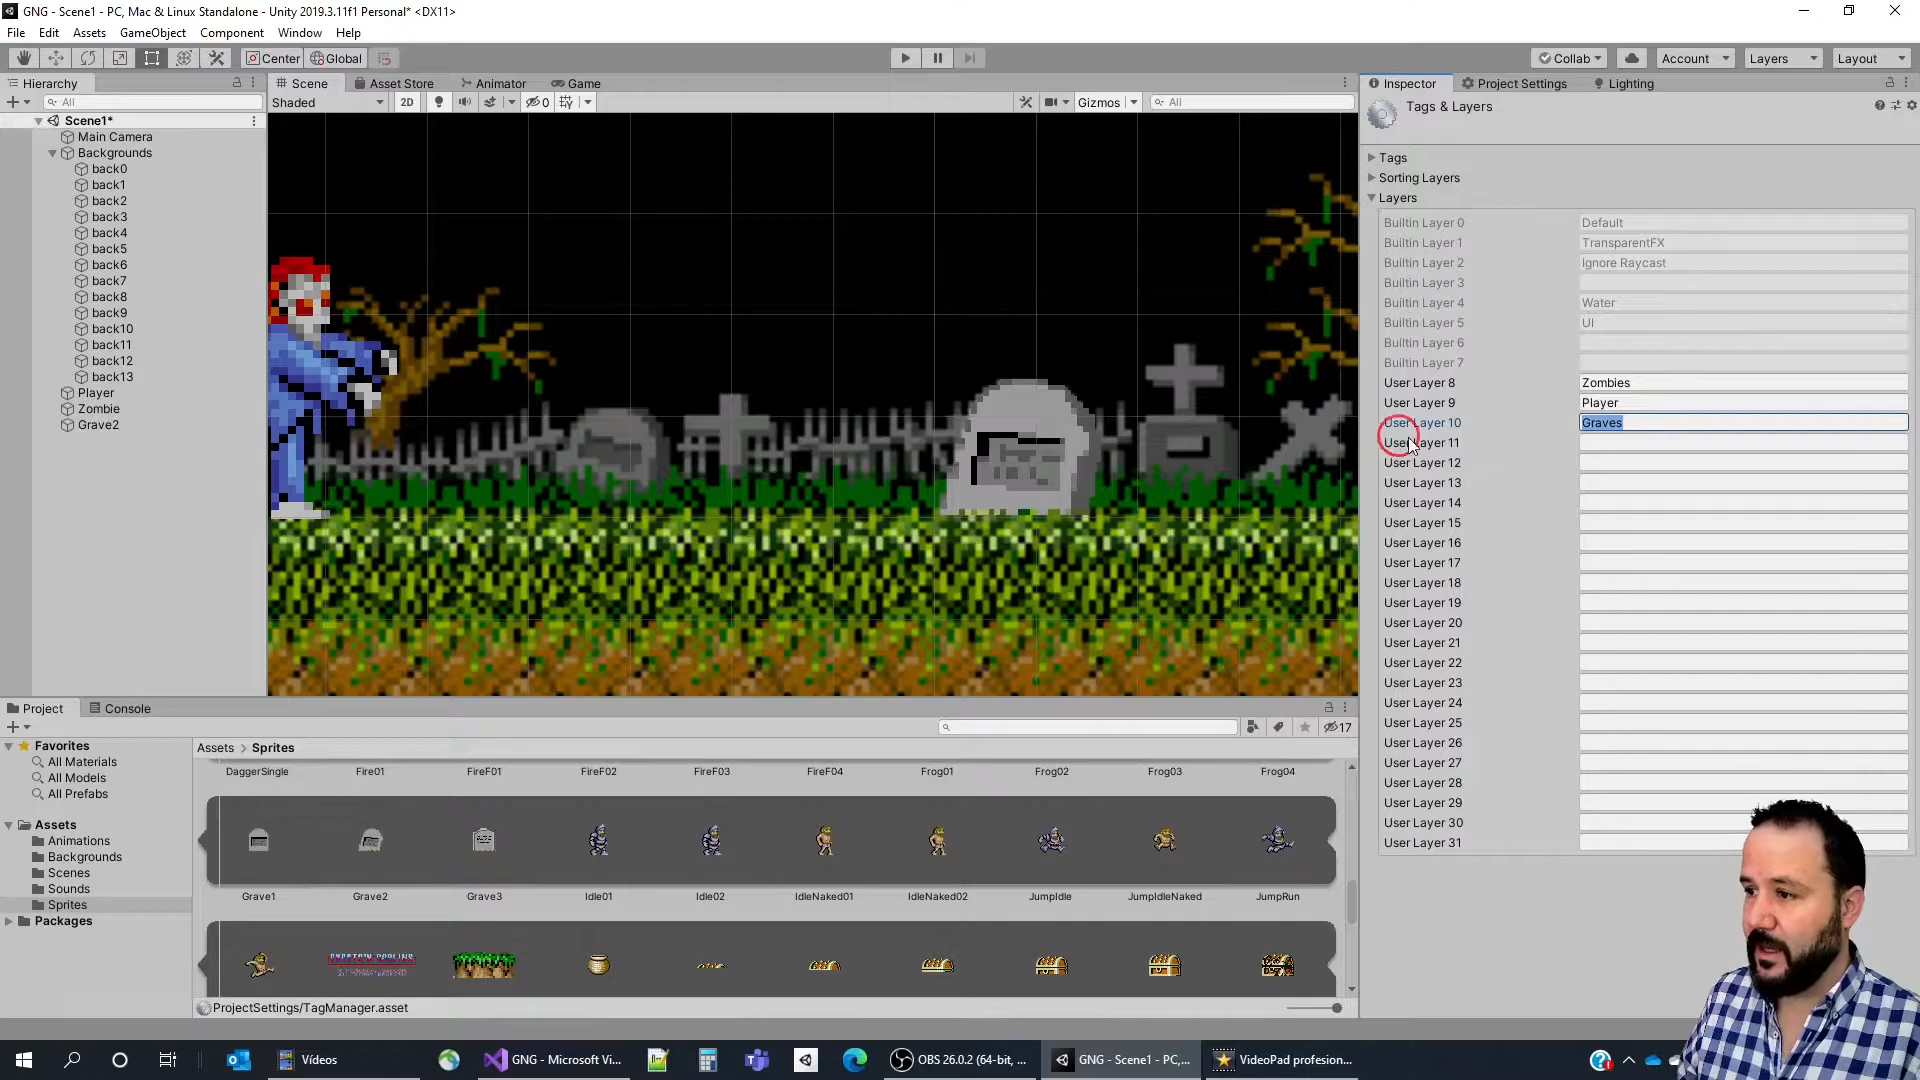 GNG - Scene1 - PC, Mac & Linux Standalone - Unity 2019.3.11f1 Personal* <DX11>
File Edit Assets GameObject Component Window Help
Center Global Collab Account Layers Layout
Hierarchy Scene Asset Store Animator Game Inspector Project Settings Lighting
All Shaded 2D 0 Gizmos All
Tags & Layers
Scene1*
Main Camera
Backgrounds
back0
back1
back2
back3
back4
back5
back6
back7
back8
back9
back10
back11
back12
back13
Player
Zombie
Grave2
Tags
Sorting Layers
Layers
Builtin Layer 0 Default
Builtin Layer 1 TransparentFX
Builtin Layer 2 Ignore Raycast
Builtin Layer 3
Builtin Layer 4 Water
Builtin Layer 5 UI
Builtin Layer 6
Builtin Layer 7
User Layer 8 Zombies
User Layer 9 Player
User Layer 10 Graves
User Layer 11
User Layer 12
User Layer 13
User Layer 14
User Layer 15
User Layer 16
User Layer 17
User Layer 18
User Layer 19
User Layer 20
User Layer 21
User Layer 22
User Layer 23
User Layer 24
User Layer 25
User Layer 26
User Layer 27
User Layer 28
User Layer 29
User Layer 30
User Layer 31
Project Console
17
Favorites
All Materials
All Models
All Prefabs
Assets
Animations
Backgrounds
Scenes
Sounds
Sprites
Packages
Assets > Sprites
DaggerSingle Fire01 FireF01 FireF02 FireF03 FireF04 Frog01 Frog02 Frog03 Frog04
Grave1 Grave2 Grave3 Idle01 Idle02 IdleNaked01 IdleNaked02 JumpIdle JumpIdleNaked JumpRun
ProjectSettings/TagManager.asset
Vídeos GNG - Microsoft Vi... OBS 26.0.2 (64-bit, ... GNG - Scene1 - PC,... VideoPad profesion...